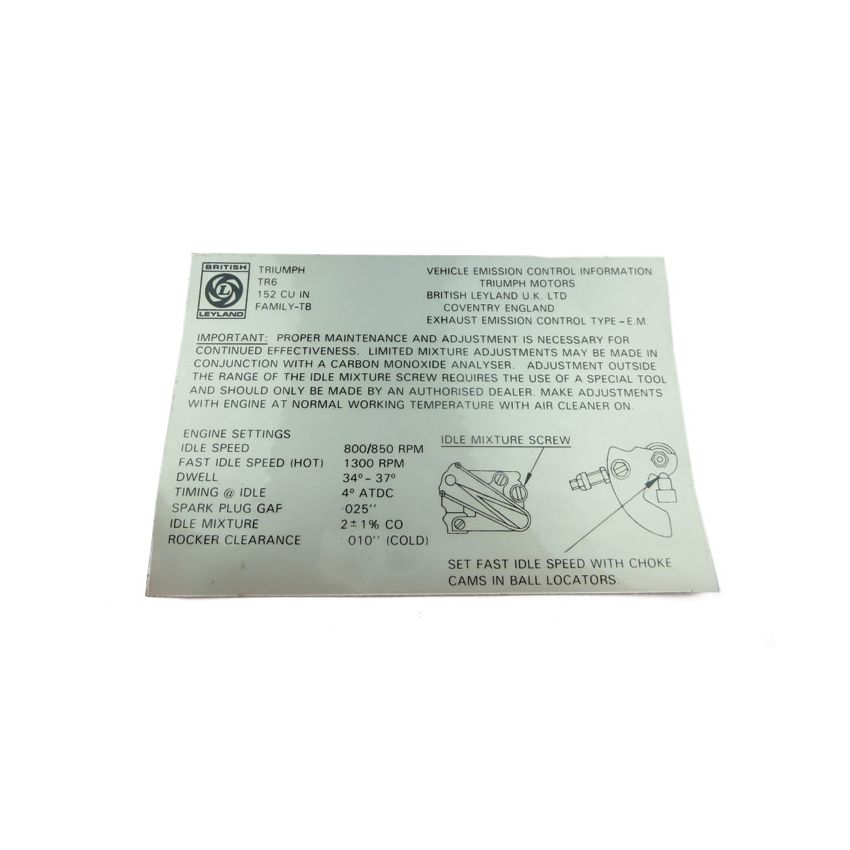 BRITISH
LEYLAND
TRIUMPH
TR6
152 CU IN
FAMILY-TB
VEHICLE EMISSION CONTROL INFORMATION
TRIUMPH MOTORS
BRITISH LEYLAND U.K. LTD
COVENTRY ENGLAND
EXHAUST EMISSION CONTROL TYPE - E.M.
IMPORTANT: PROPER MAINTENANCE AND ADJUSTMENT IS NECESSARY FOR
CONTINUED EFFECTIVENESS. LIMITED MIXTURE ADJUSTMENTS MAY BE MADE IN
CONJUNCTION WITH A CARBON MONOXIDE ANALYSER. ADJUSTMENT OUTSIDE
THE RANGE OF THE IDLE MIXTURE SCREW REQUIRES THE USE OF A SPECIAL TOOL
AND SHOULD ONLY BE MADE BY AN AUTHORISED DEALER. MAKE ADJUSTMENTS
WITH ENGINE AT NORMAL WORKING TEMPERATURE WITH AIR CLEANER ON.
ENGINE SETTINGS
IDLE SPEED 800/850 RPM
FAST IDLE SPEED (HOT) 1300 RPM
DWELL 34° - 37°
TIMING @ IDLE 4° ATDC
SPARK PLUG GAP ·025''
IDLE MIXTURE 2 ± 1% CO
ROCKER CLEARANCE ·010'' (COLD)
IDLE MIXTURE SCREW
SET FAST IDLE SPEED WITH CHOKE
CAMS IN BALL LOCATORS.